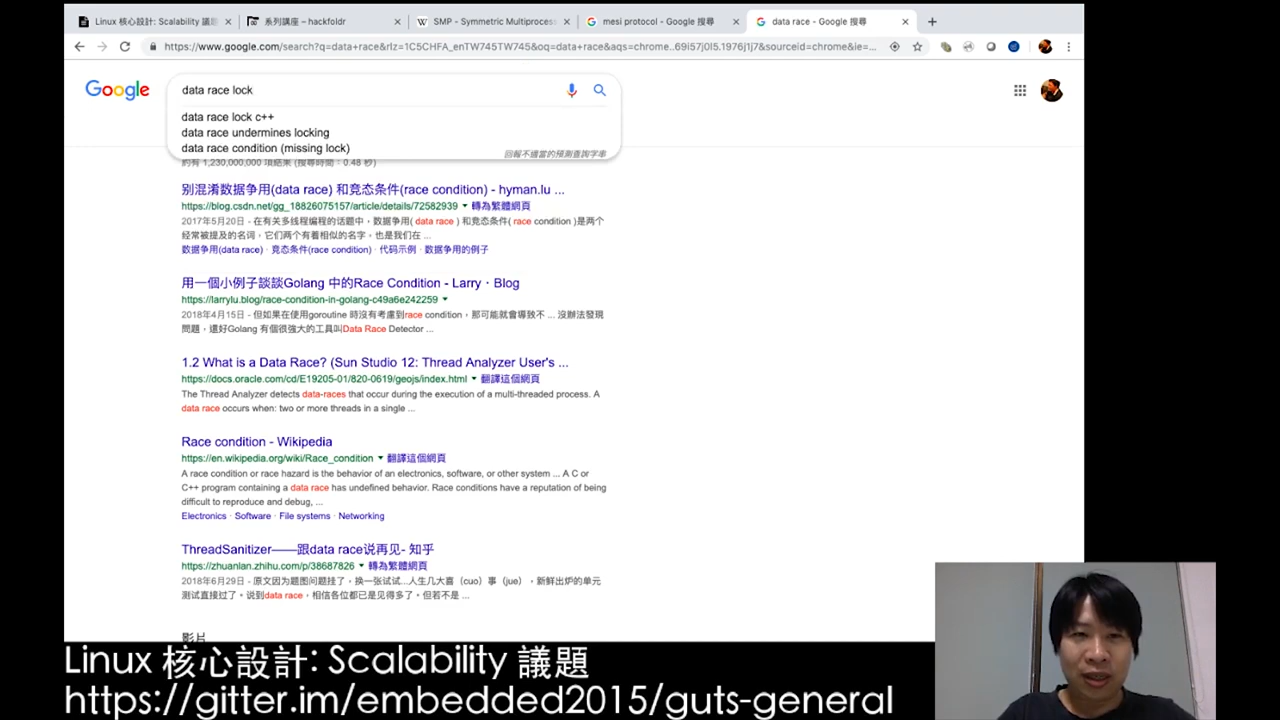 Linux 核心設計: Scalability 議題
系列講座 – hackfoldr
SMP - Symmetric Multiprocess
mesi protocol - Google 搜尋
data race - Google 搜尋
https://www.google.com/search?q=data+race&rlz=1C5CHFA_enTW745TW745&oq=data+race&aqs=chrome..69i57j0l5.1976j1j7&sourceid=chrome&ie=...
Google
data race lock
data race lock c++
data race undermines locking
data race condition (missing lock)
回報不適當的預測查詢字串
約有 1,230,000,000 項結果 (搜尋時間：0.48 秒)
别混淆数据争用(data race) 和竞态条件(race condition) - hyman.lu ...
https://blog.csdn.net/gg_18826075157/article/details/72582939 轉為繁體網頁
2017年5月20日 - 在有关多线程编程的话题中，数据争用( data race ) 和竞态条件( race condition )是两个
经常被提及的名词，它们两个有着相似的名字，也是我们在 ...
数据争用(data race) · 竞态条件(race condition) · 代码示例 · 数据争用的例子
用一個小例子談談Golang 中的Race Condition - Larry・Blog
https://larrylu.blog/race-condition-in-golang-c49a6e242259
2018年4月15日 - 但如果在使用goroutine 時沒有考慮到race condition，那可能就會導致不 ... 沒辦法發現
問題，還好Golang 有個很強大的工具叫Data Race Detector ...
1.2 What is a Data Race? (Sun Studio 12: Thread Analyzer User's ...
https://docs.oracle.com/cd/E19205-01/820-0619/geojs/index.html 翻譯這個網頁
The Thread Analyzer detects data-races that occur during the execution of a multi-threaded process. A
data race occurs when: two or more threads in a single ...
Race condition - Wikipedia
https://en.wikipedia.org/wiki/Race_condition 翻譯這個網頁
A race condition or race hazard is the behavior of an electronics, software, or other system ... A C or
C++ program containing a data race has undefined behavior. Race conditions have a reputation of being
difficult to reproduce and debug, ...
Electronics · Software · File systems · Networking
ThreadSanitizer——跟data race说再见- 知乎
https://zhuanlan.zhihu.com/p/38687826 轉為繁體網頁
2018年6月29日 - 原文因为题图问题挂了，换一张试试...人生几大喜（cuo）事（jue），新鲜出炉的单元
测试直接过了。说到data race，相信各位都已是见得多了。但若不是 ...
影片
Linux 核心設計: Scalability 議題
https://gitter.im/embedded2015/guts-general